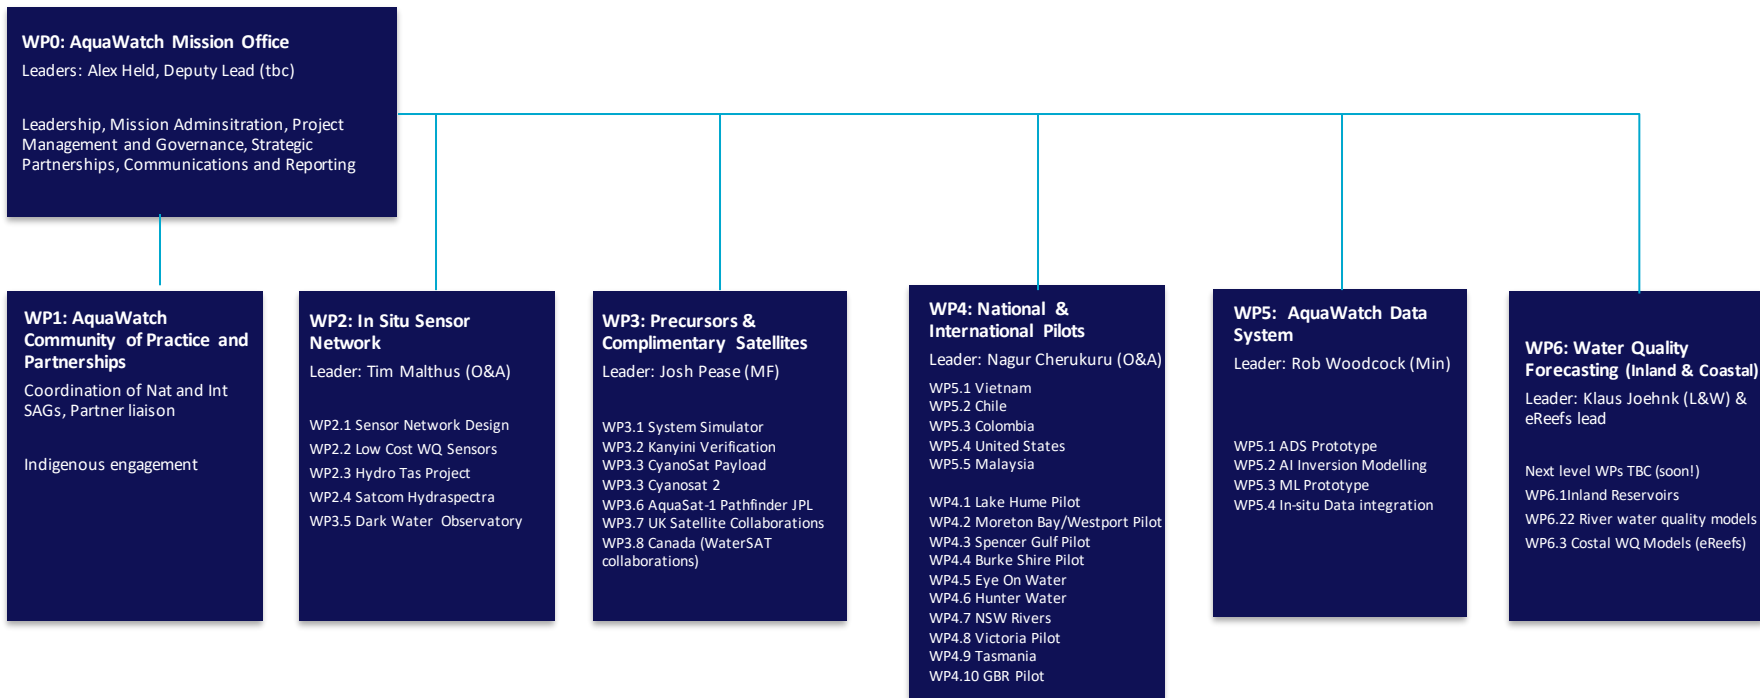 WP0: AquaWatch Mission Office
Leaders: Alex Held, Deputy Lead (tbc)
Leadership, Mission Adminsitration, Project
Management and Governance, Strategic
Partnerships, Communications and Reporting
WP1: AquaWatch
Community of Practice and
Partnerships
Coordination of Nat and Int
SAGs, Partner liaison
Indigenous engagement
WP2: In Situ Sensor
Network
Leader: Tim Malthus (O&A)
WP2.1 Sensor Network Design
WP2.2 Low Cost WQ Sensors
WP2.3 Hydro Tas Project
WP2.4 Satcom Hydraspectra
WP3.5 Dark Water Observatory
WP3: Precursors &
Complimentary Satellites
Leader: Josh Pease (MF)
WP3.1 System Simulator
WP3.2 Kanyini Verification
WP3.3 CyanoSat Payload
WP3.3 Cyanosat 2
WP3.6 AquaSat-1 Pathfinder JPL
WP3.7 UK Satellite Collaborations
WP3.8 Canada (WaterSAT
collaborations)
WP4: National &
International Pilots
Leader: Nagur Cherukuru (O&A)
WP5.1 Vietnam
WP5.2 Chile
WP5.3 Colombia
WP5.4 United States
WP5.5 Malaysia
WP4.1 Lake Hume Pilot
WP4.2 Moreton Bay/Westport Pilot
WP4.3 Spencer Gulf Pilot
WP4.4 Burke Shire Pilot
WP4.5 Eye On Water
WP4.6 Hunter Water
WP4.7 NSW Rivers
WP4.8 Victoria Pilot
WP4.9 Tasmania
WP4.10 GBR Pilot
WP5: AquaWatch Data
System
Leader: Rob Woodcock (Min)
WP5.1 ADS Prototype
WP5.2 AI Inversion Modelling
WP5.3 ML Prototype
WP5.4 In-situ Data integration
WP6: Water Quality
Forecasting (Inland & Coastal)
Leader: Klaus Joehnk (L&W) &
eReefs lead
Next level WPs TBC (soon!)
WP6.1Inland Reservoirs
WP6.22 River water quality models
WP6.3 Costal WQ Models (eReefs)